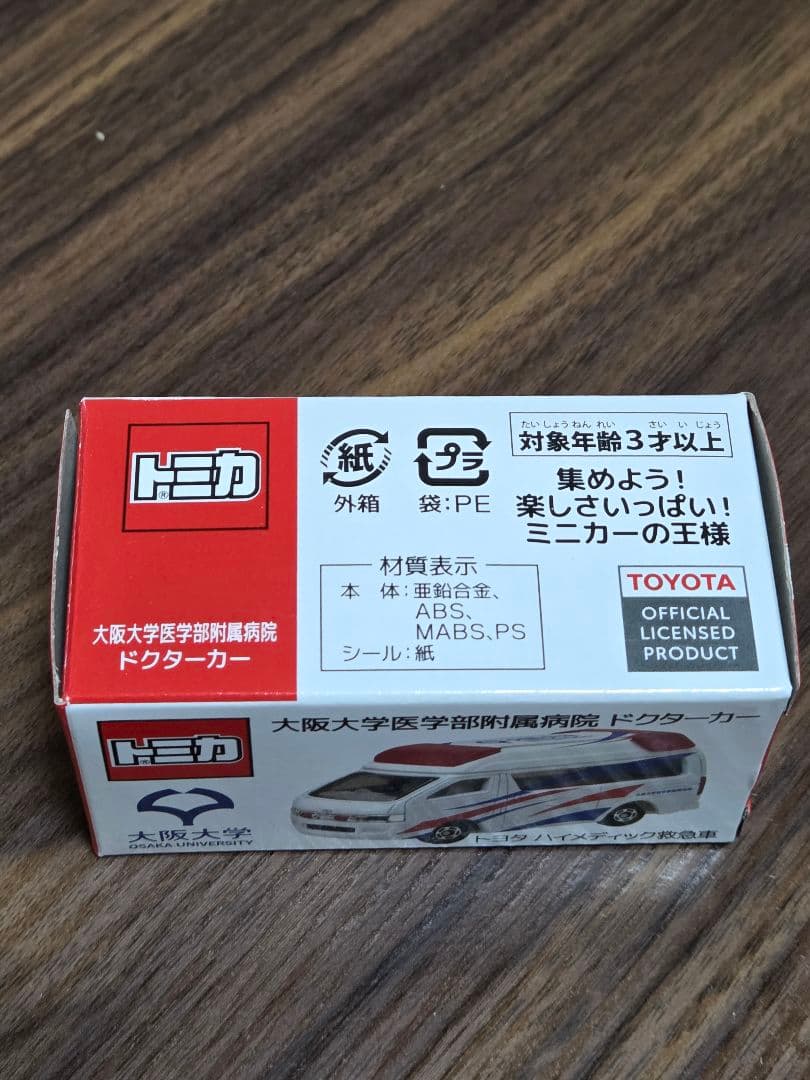 トミカ®
大阪大学医学部附属病院
ドクターカー
紙
外箱
プラ
袋:PE
たいしょうねんれい さいいじょう
対象年齢3才以上
集めよう!
楽しさいっぱい!
ミニカーの王様
材質表示
本 体:亜鉛合金、
ABS、
MABS、PS
シール:紙
TOYOTA
OFFICIAL
LICENSED
PRODUCT
トミカ®
大阪大学医学部附属病院 ドクターカー
大阪大学
OSAKA UNIVERSITY
トヨタ ハイメディック救急車